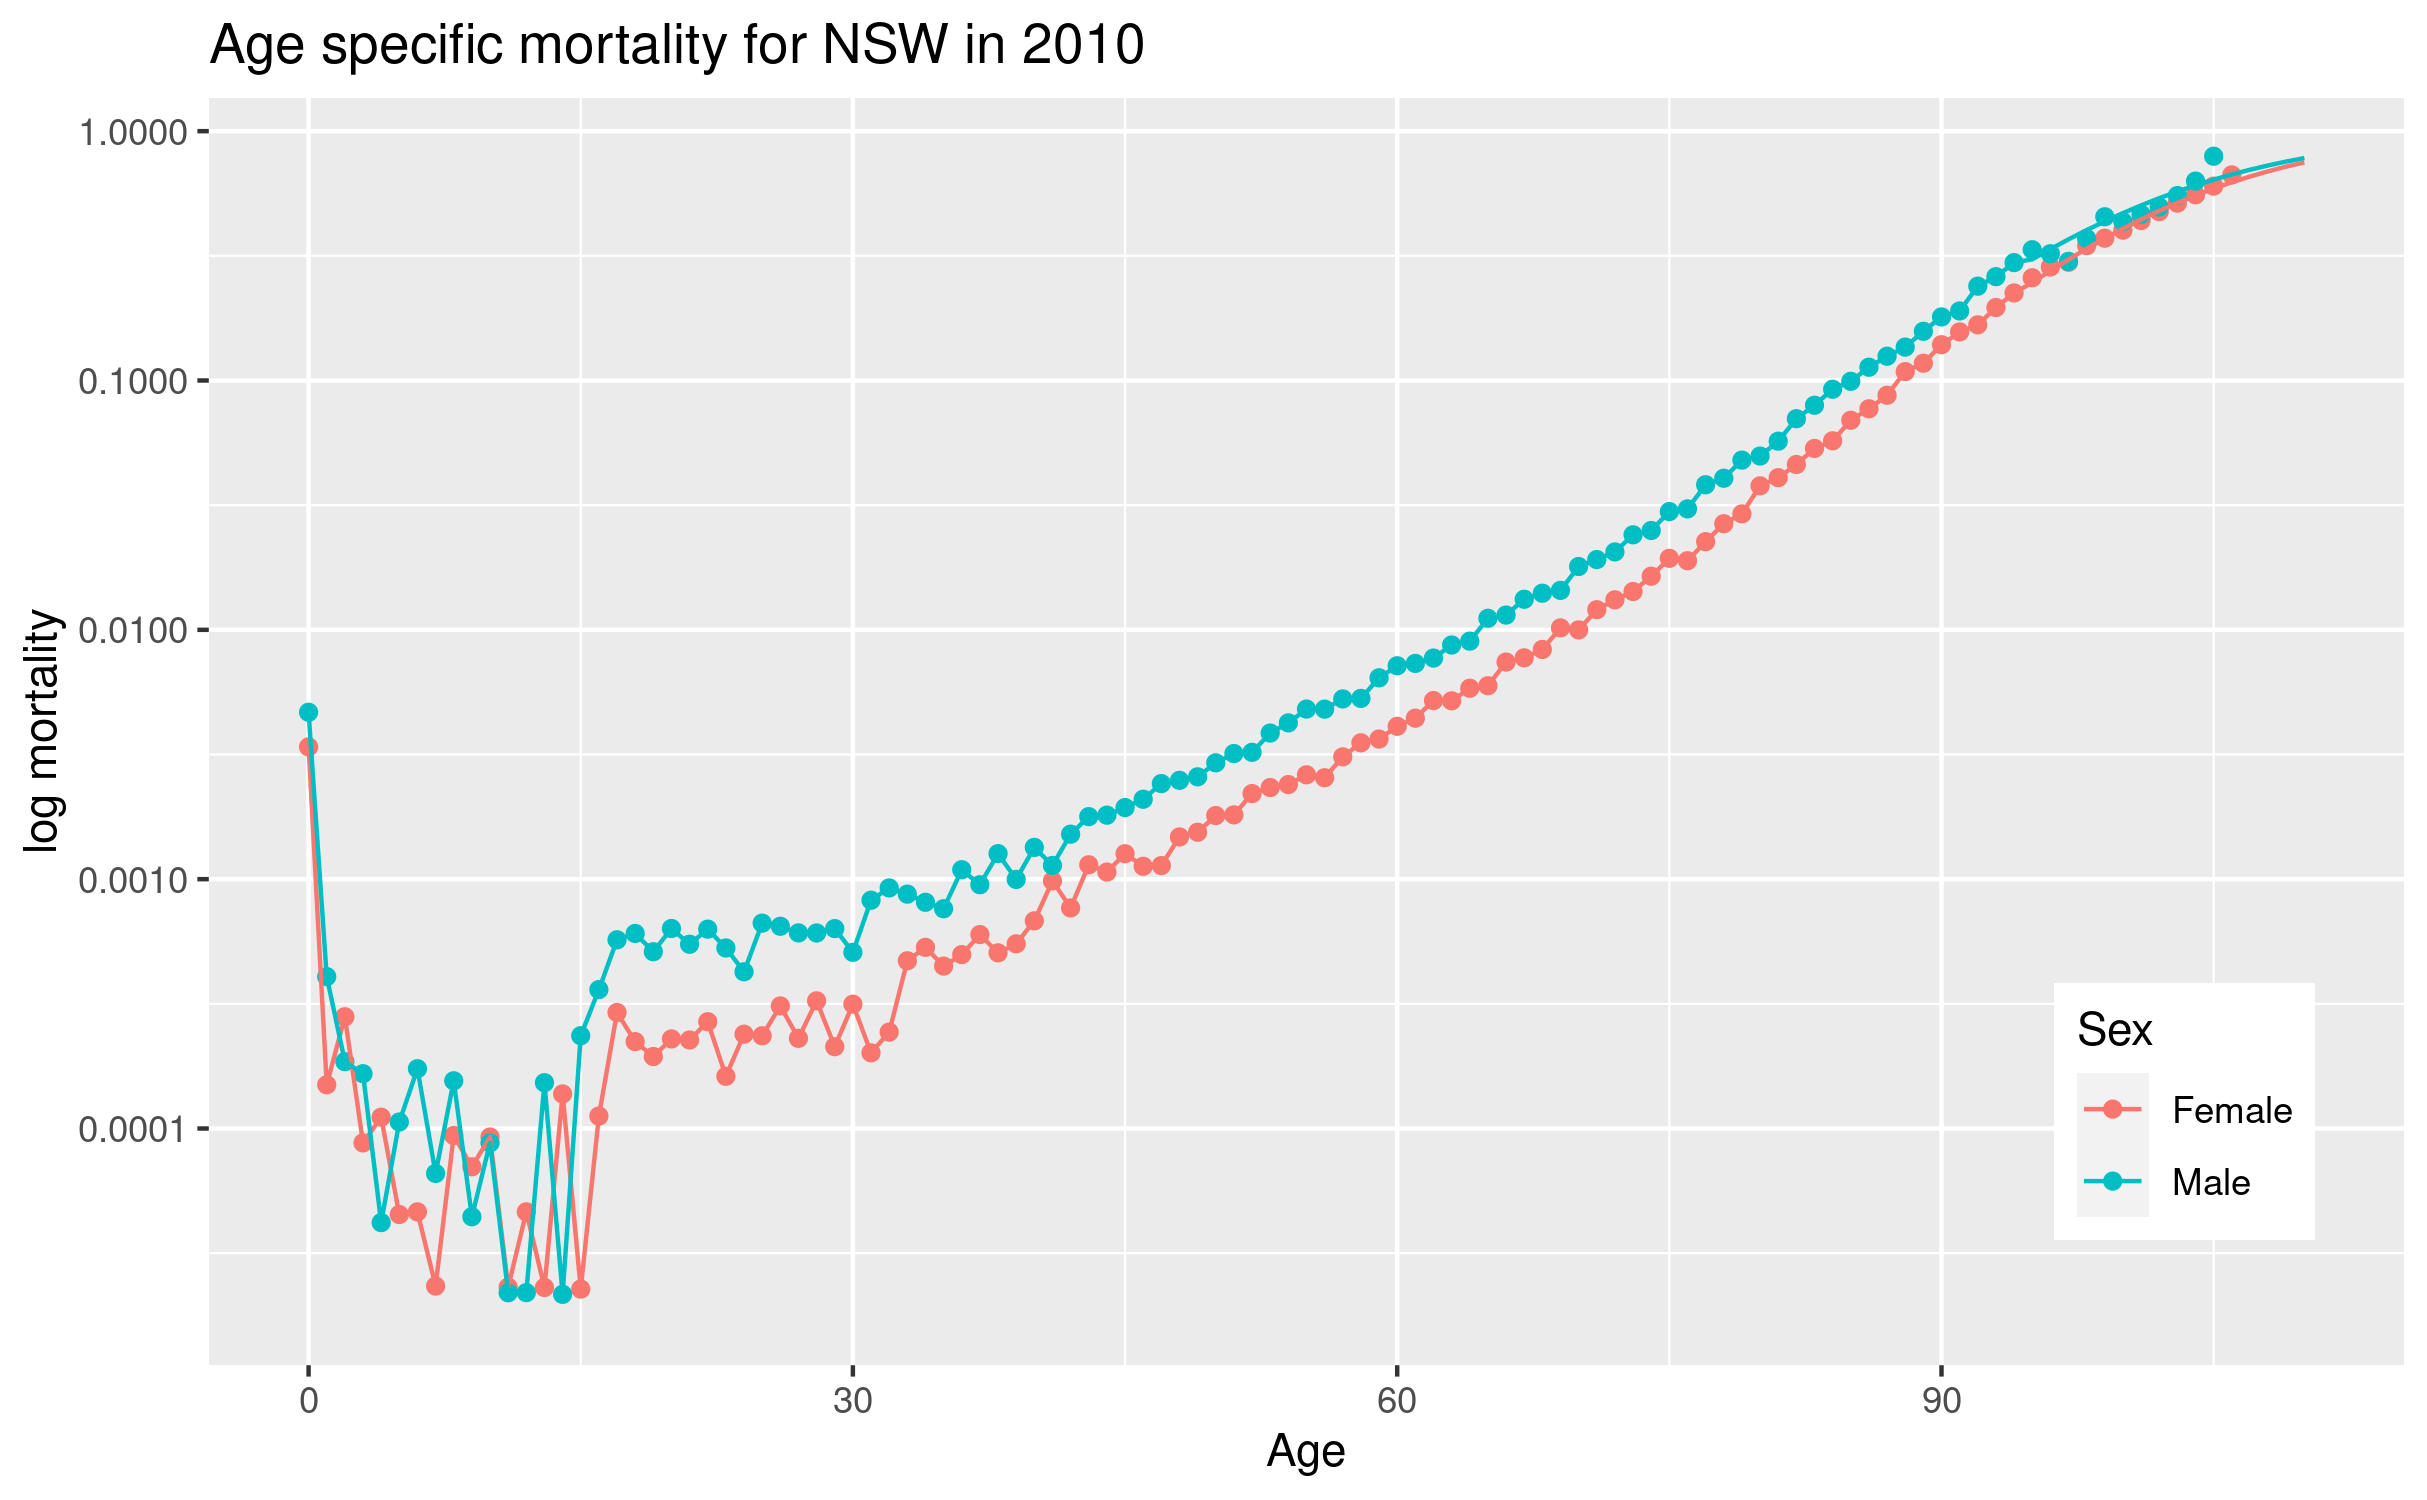 Age specific mortality for NSW in 2010
1.0000
0.1000
0.0100
0.0010
0.0001
log mortality
0
30
60
90
Age
Sex
Female
Male